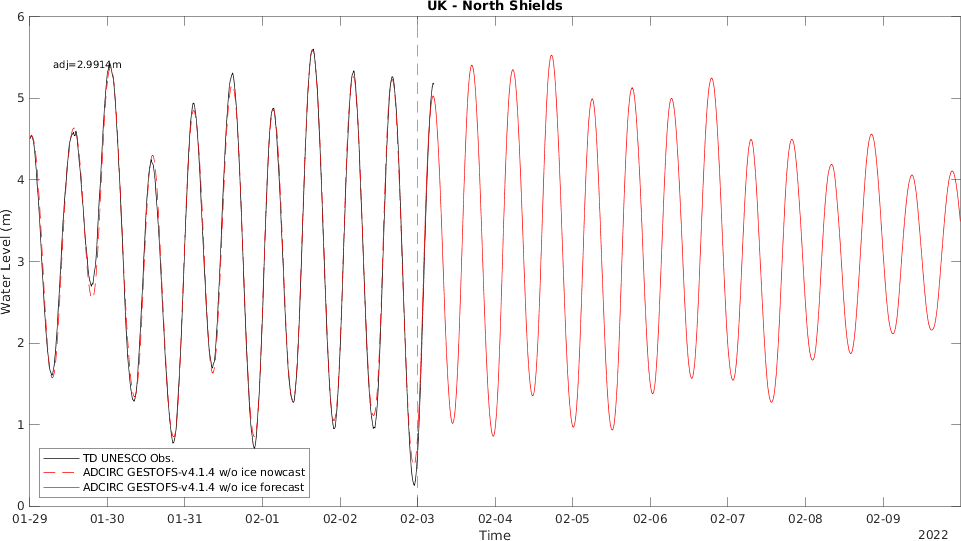 UK - North Shields
adj=2.9914m
Water Level (m)
6
5
4
3
2
1
0
TD UNESCO Obs.
ADCIRC GESTOFS-v4.1.4 w/o ice nowcast
ADCIRC GESTOFS-v4.1.4 w/o ice forecast
01-29 01-30 01-31 02-01 02-02 02-03 02-04 02-05 02-06 02-07 02-08 02-09
Time
2022